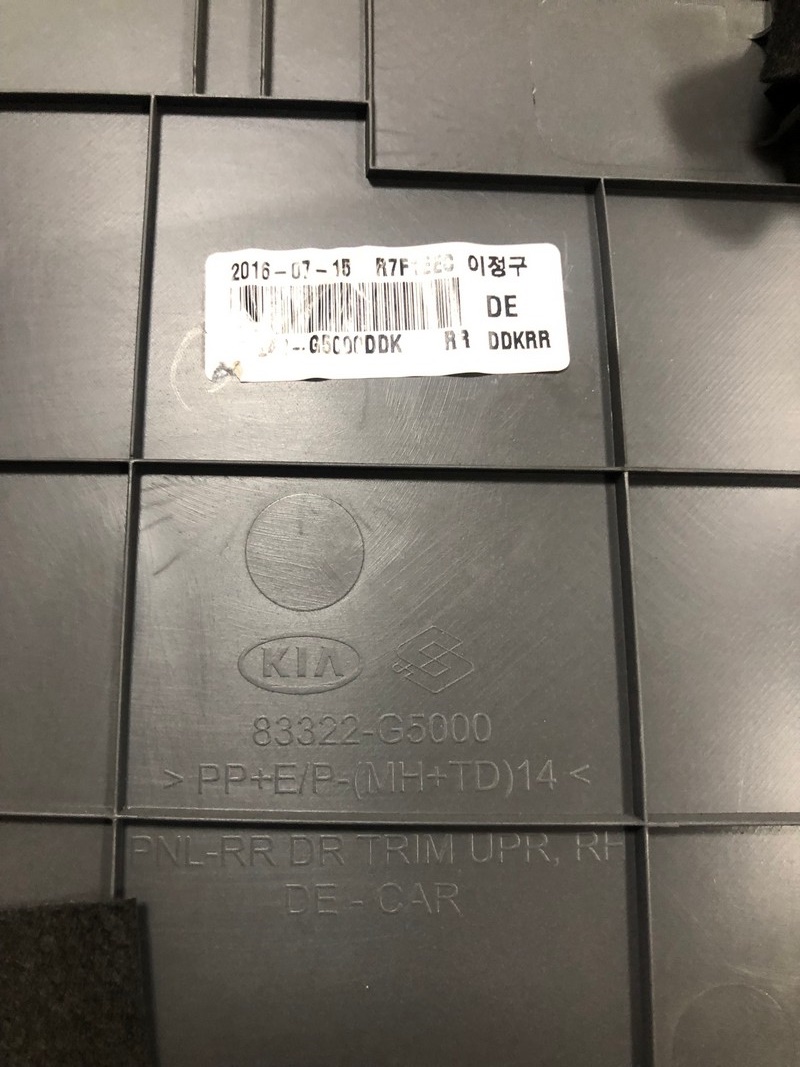 2016-07-15 이정구
DE
RR DDKRR
KIA
83322-G5000
>PP+E/P-(MH+TD)14<
PNL-RR DR TRIM UPR, RH
DE - CAR